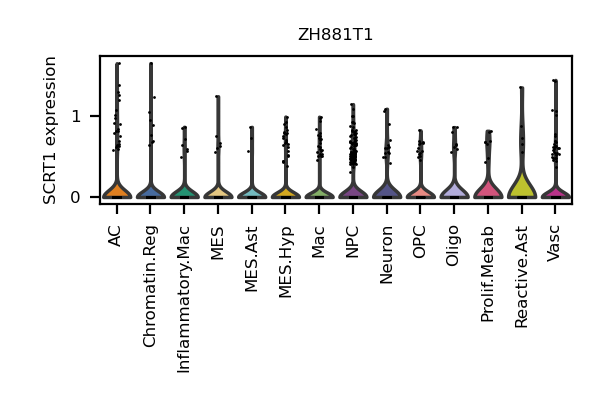 ZH881T1
SCRT1 expression
1
0
AC
Chromatin.Reg
Inflammatory.Mac
MES
MES.Ast
MES.Hyp
Mac
NPC
Neuron
OPC
Oligo
Prolif.Metab
Reactive.Ast
Vasc